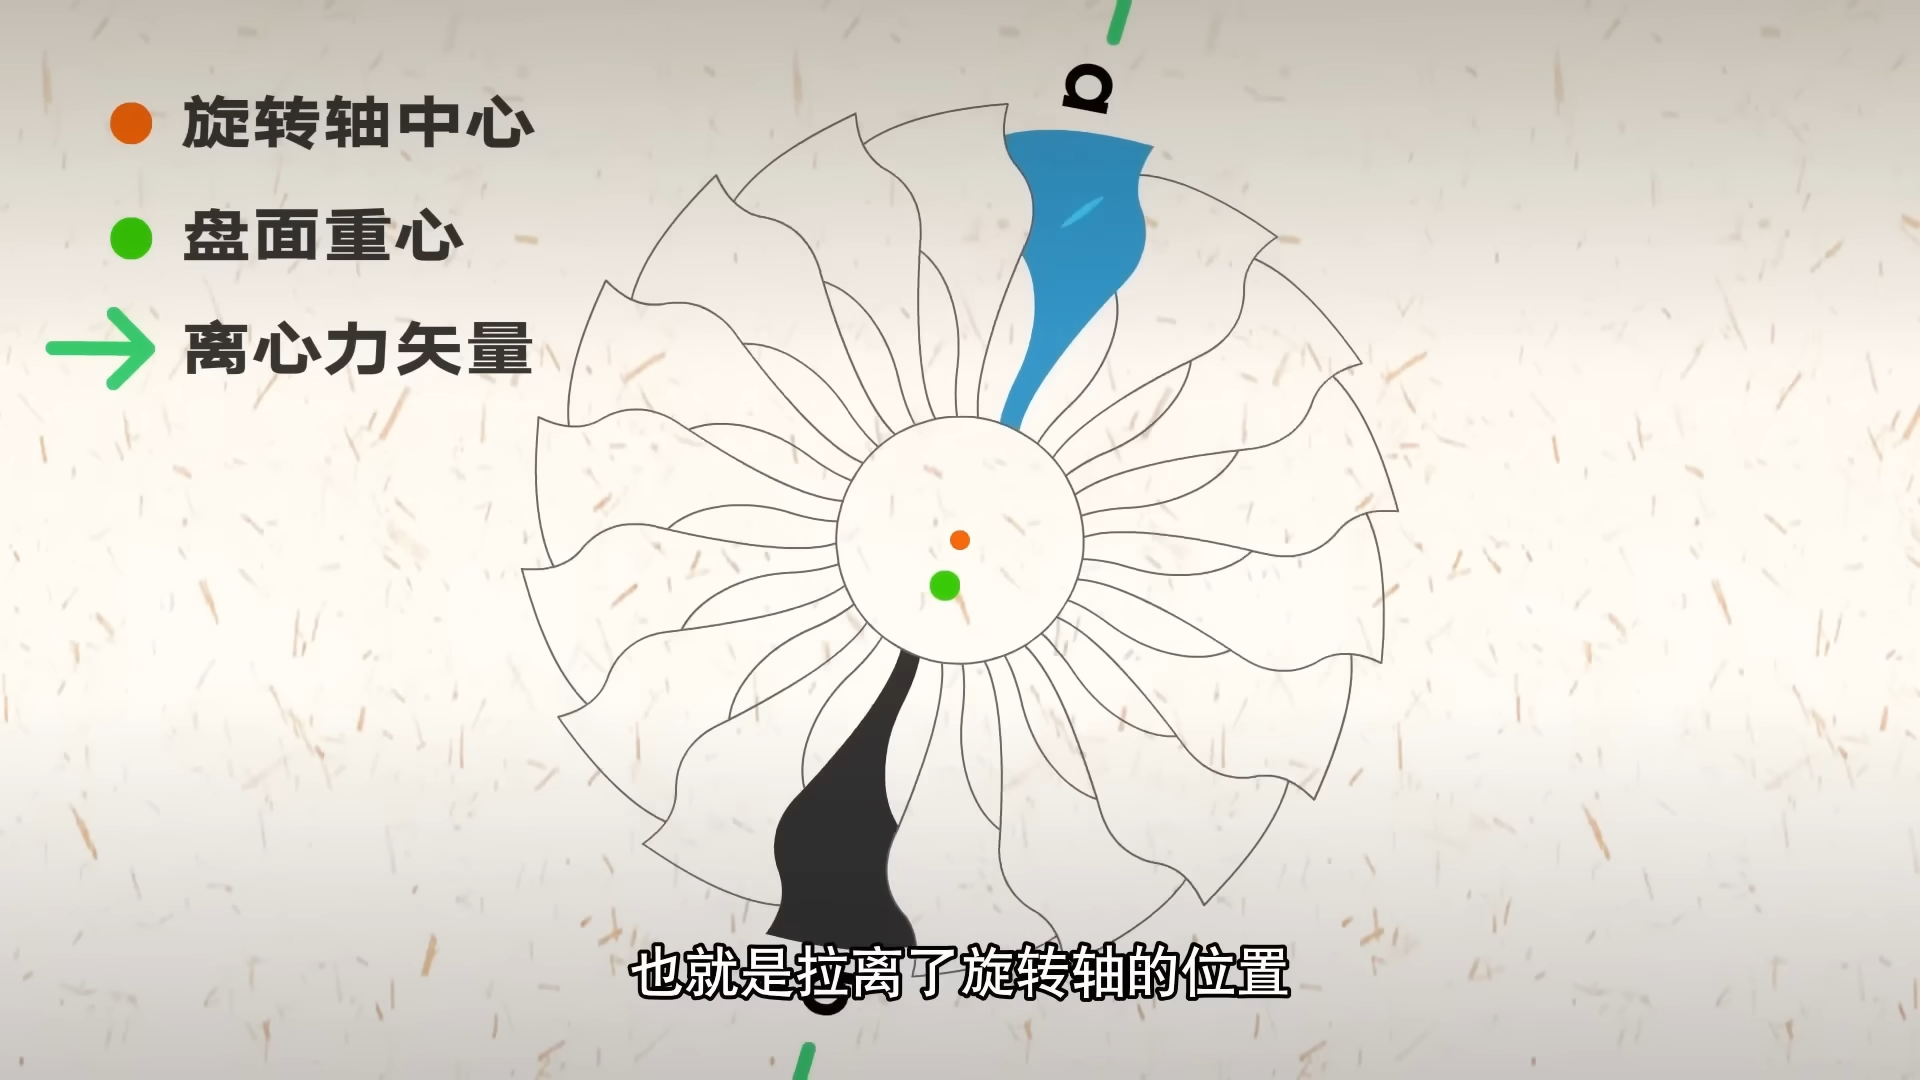 旋转轴中心
盘面重心
离心力矢量
a
也就是拉离了旋转轴的位置